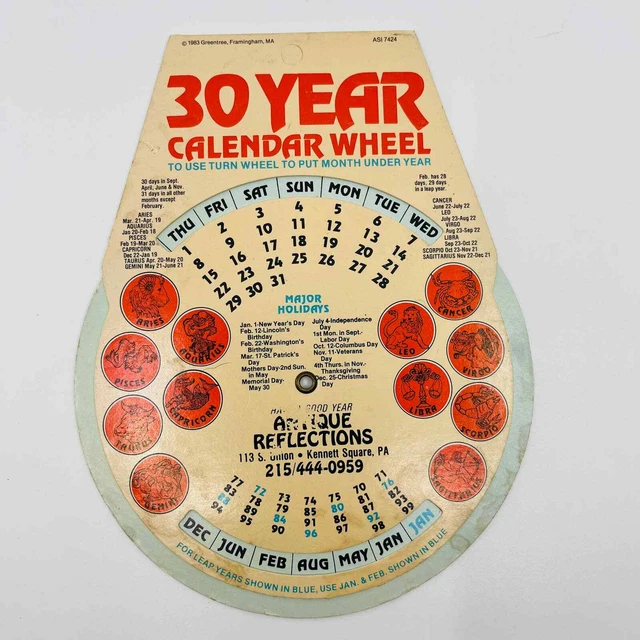 © 1983 Greentree, Framingham, MA
ASI 7424
30 YEAR
CALENDAR WHEEL
TO USE TURN WHEEL TO PUT MONTH UNDER YEAR
30 days in Sept.
April, June & Nov.
31 days in all other
months except
February.
ARIES
Mar. 21-Apr. 19
AQUARIUS
Jan 20-Feb 18
PISCES
Feb 19-Mar 20
CAPRICORN
Dec 22-Jan 19
TAURUS Apr. 20-May 20
GEMINI May 21-June 21
Feb. has 28
days; 29 days
in a leap year.
CANCER
June 22-July 22
LEO
July 23-Aug 22
VIRGO
Aug 23-Sep 22
LIBRA
Sep 23-Oct 22
SCORPIO Oct 23-Nov 21
SAGITTARIUS Nov 22-Dec 21
THU FRI SAT SUN MON TUE WED
1 2 3 4 5 6 7
8 9 10 11 12 13 14
15 16 17 18 19 20 21
22 23 24 25 26 27 28
29 30 31
MAJOR
HOLIDAYS
Jan. 1-New Year's Day
Feb. 12-Lincoln's
Birthday
Feb. 22-Washington's
Birthday
Mar. 17-St. Patrick's
Day
Mothers Day-2nd Sun.
in May
Memorial Day-
May 30
July 4-Independence
Day
1st Mon. in Sept.-
Labor Day
Oct. 12-Columbus Day
Nov. 11-Veterans
Day
4th Thurs. in Nov.-
Thanksgiving
Dec. 25-Christmas
Day
ARIES
AQUARIUS
PISCES
CAPRICORN
TAURUS
GEMINI
CANCER
LEO
VIRGO
LIBRA
SCORPIO
SAGITTARIUS
GOOD YEAR
ANTIQUE
REFLECTIONS
113 S. Union • Kennett Square, PA
215/444-0959
77 72 73 74 75 70 71
83 78 79 85 80 81 76
88 89 84 91 86 87 82 93
94 95 90 96 97 92 98 99
DEC JUN FEB AUG MAY JAN JAN
FOR LEAP YEARS SHOWN IN BLUE, USE JAN. & FEB. SHOWN IN BLUE